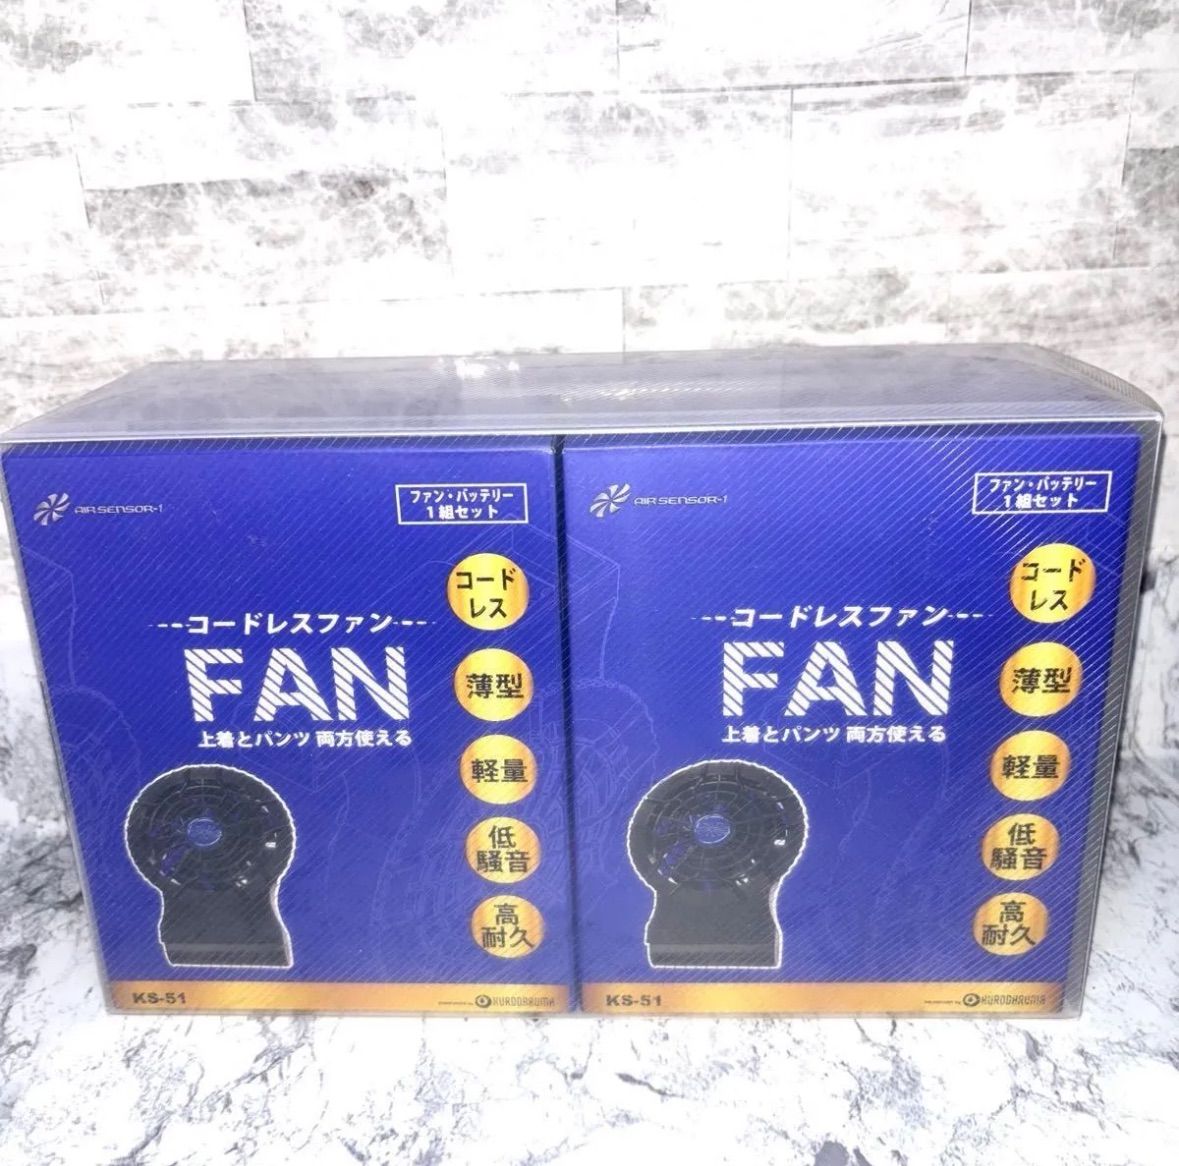 AIR SENSOR-1
ファン・バッテリー
1組セット
コード
レス
コードレスファン
FAN
上着とパンツ 両方使える
薄型
軽量
低
騒音
高
耐久
KS-51
KURODARUMA
AIR SENSOR-1
ファン・バッテリー
1組セット
コード
レス
コードレスファン
FAN
上着とパンツ 両方使える
薄型
軽量
低
騒音
高
耐久
KS-51
KURODARUMA